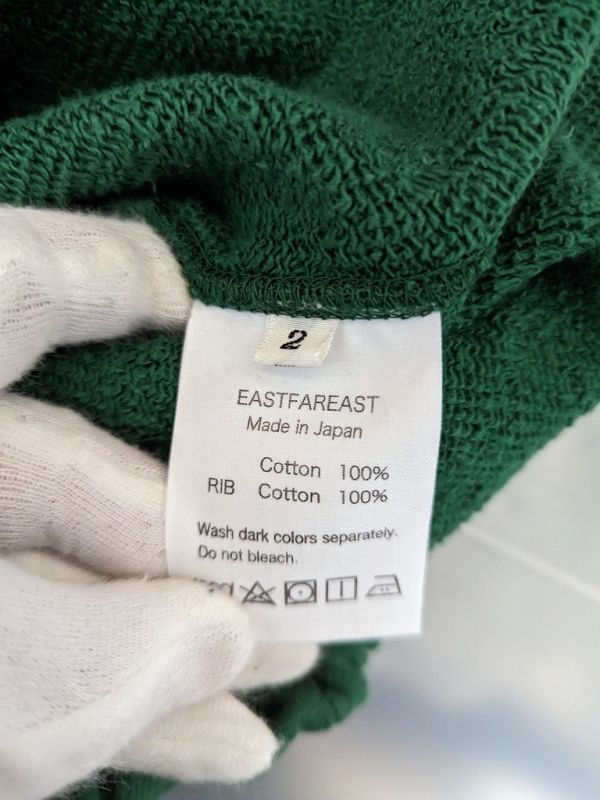 2
EASTFAREAST
Made in Japan
Cotton 100%
RIB Cotton 100%
Wash dark colors separately.
Do not bleach.